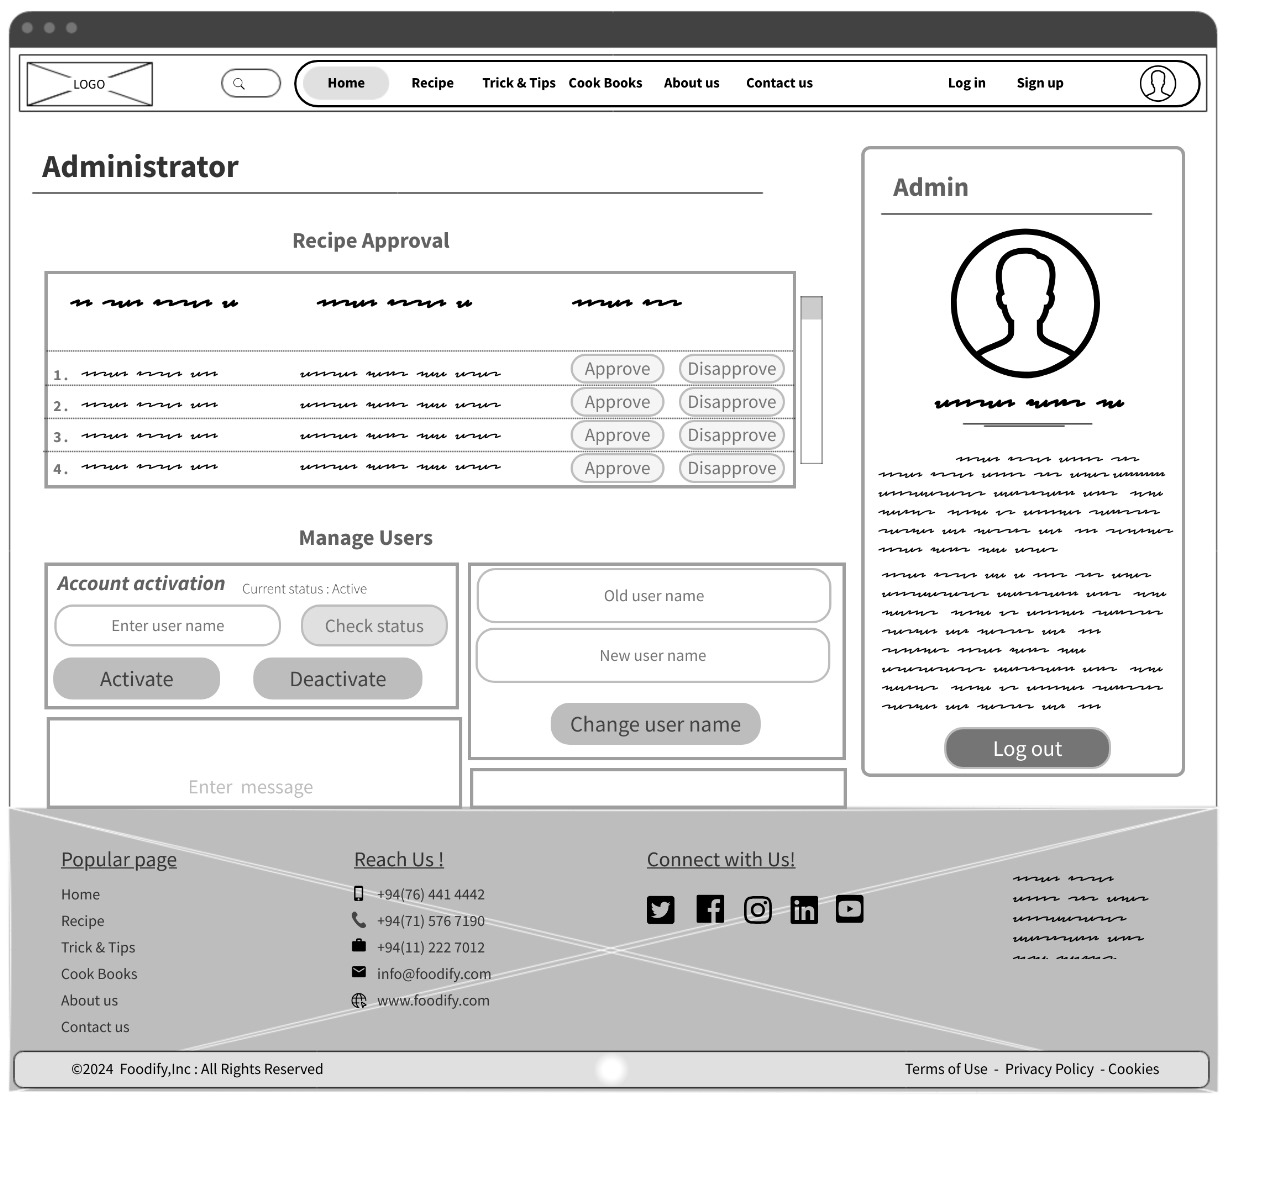 LOGO
Home Recipe Trick & Tips Cook Books About us Contact us Log in Sign up
Administrator
Recipe Approval
1. Approve Disapprove
2. Approve Disapprove
3. Approve Disapprove
4. Approve Disapprove
Manage Users
Account activation Current status : Active
Enter user name Check status
Activate Deactivate
Enter message
Old user name
New user name
Change user name
Admin
Log out
Popular page
Home
Recipe
Trick & Tips
Cook Books
About us
Contact us
Reach Us !
+94(76) 441 4442
+94(71) 576 7190
+94(11) 222 7012
info@foodify.com
www.foodify.com
Connect with Us!
©2024 Foodify,Inc : All Rights Reserved
Terms of Use - Privacy Policy - Cookies